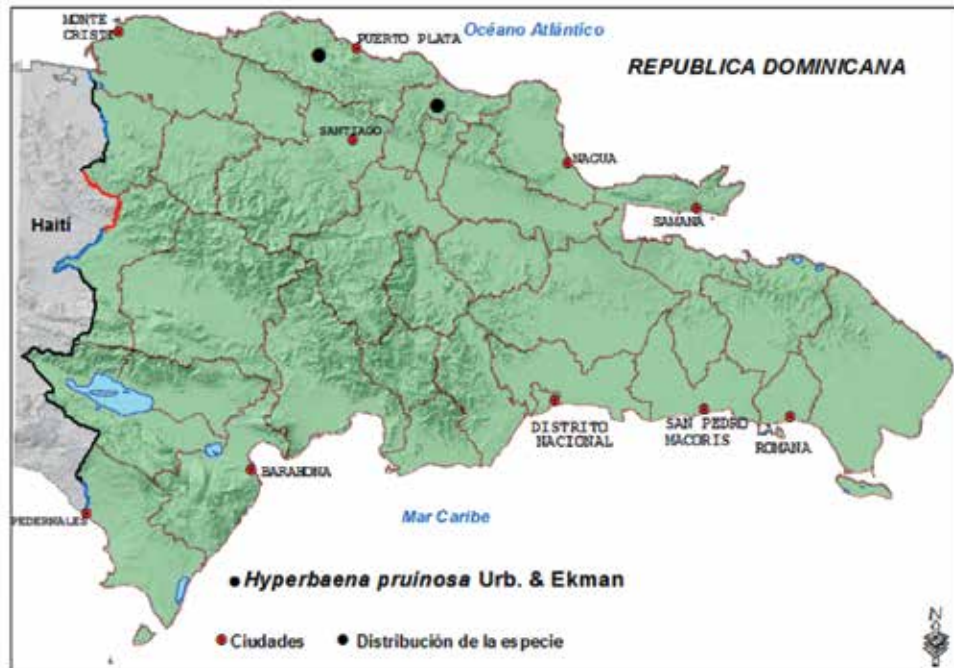 MONTE
CRISTI
PUERTO PLATA
Océano Atlántico
REPUBLICA DOMINICANA
SANTIAGO
NAGUA
SAMANA
Haití
DISTRITO
NACIONAL
SAN PEDRO
MACORIS
LA
ROMANA
BARAHONA
PEDERNALES
Mar Caribe
Hyperbaena pruinosa Urb. & Ekman
Ciudades
Distribución de la especie
N